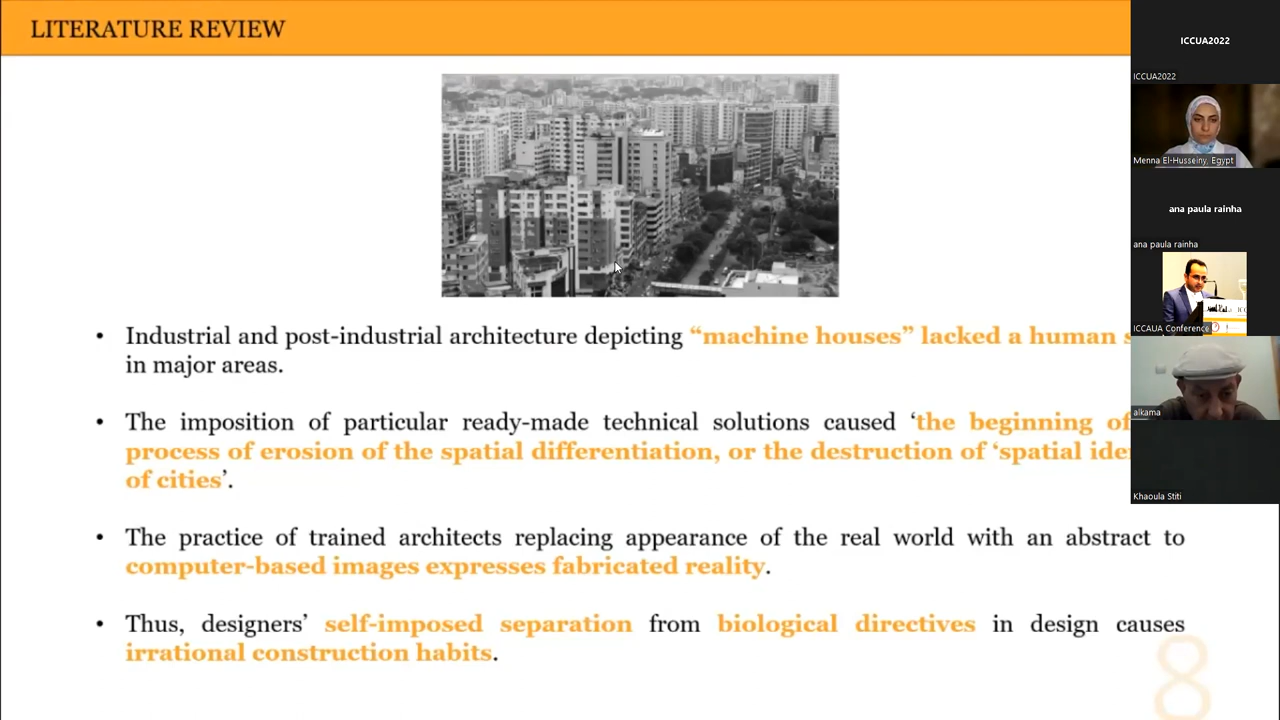 LITERATURE REVIEW
• Industrial and post-industrial architecture depicting “machine houses” lacked a human
in major areas.
• The imposition of particular ready-made technical solutions caused ‘the beginning of
process of erosion of the spatial differentiation, or the destruction of ‘spatial
of cities’.
• The practice of trained architects replacing appearance of the real world with an abstract to
computer-based images expresses fabricated reality.
• Thus, designers’ self-imposed separation from biological directives in design causes
irrational construction habits.
8
ICCUA2022
ICCUA2022
Menna El-Husseiny, Egypt
ana paula rainha
ana paula rainha
ICCAUA Conference
alkama
Khaoula Stiti